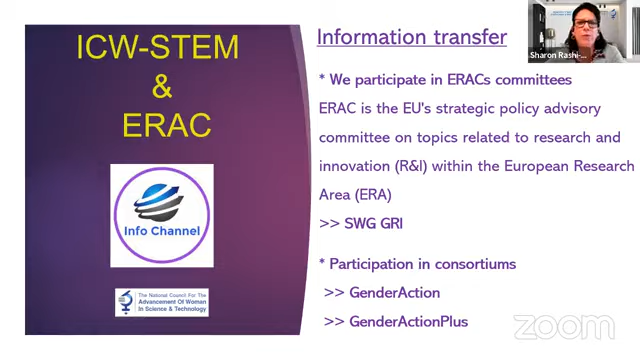 ICW-STEM
&
ERAC
Info Channel
The National Council For The
Advancement Of Women
In Science & Technology
Information transfer
* We participate in ERACs committees
ERAC is the EU's strategic policy advisory
committee on topics related to research and
innovation (R&I) within the European Research
Area (ERA)
>> SWG GRI
* Participation in consortiums
>> GenderAction
>> GenderActionPlus
Sharon Rashi-...
zoom